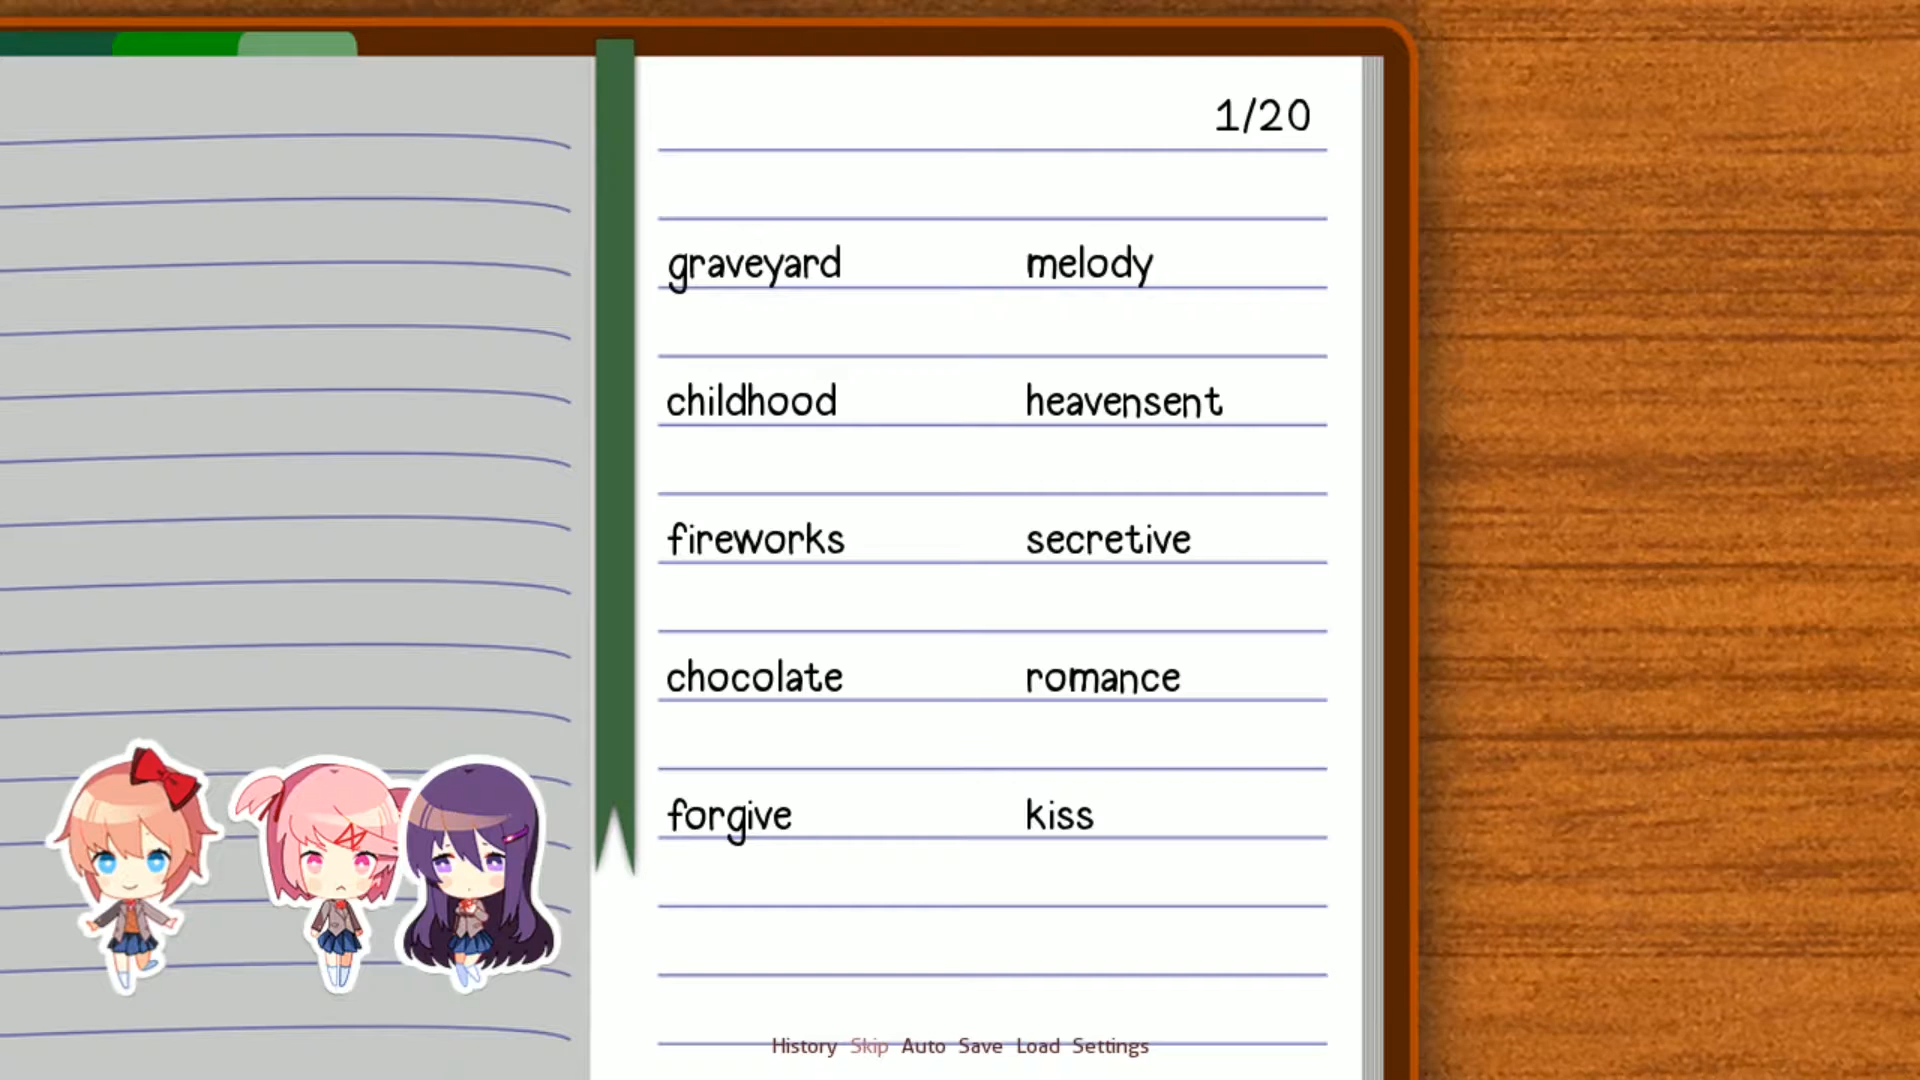 1/20
graveyard melody
childhood heavensent
fireworks secretive
chocolate romance
forgive kiss
History Skip Auto Save Load Settings